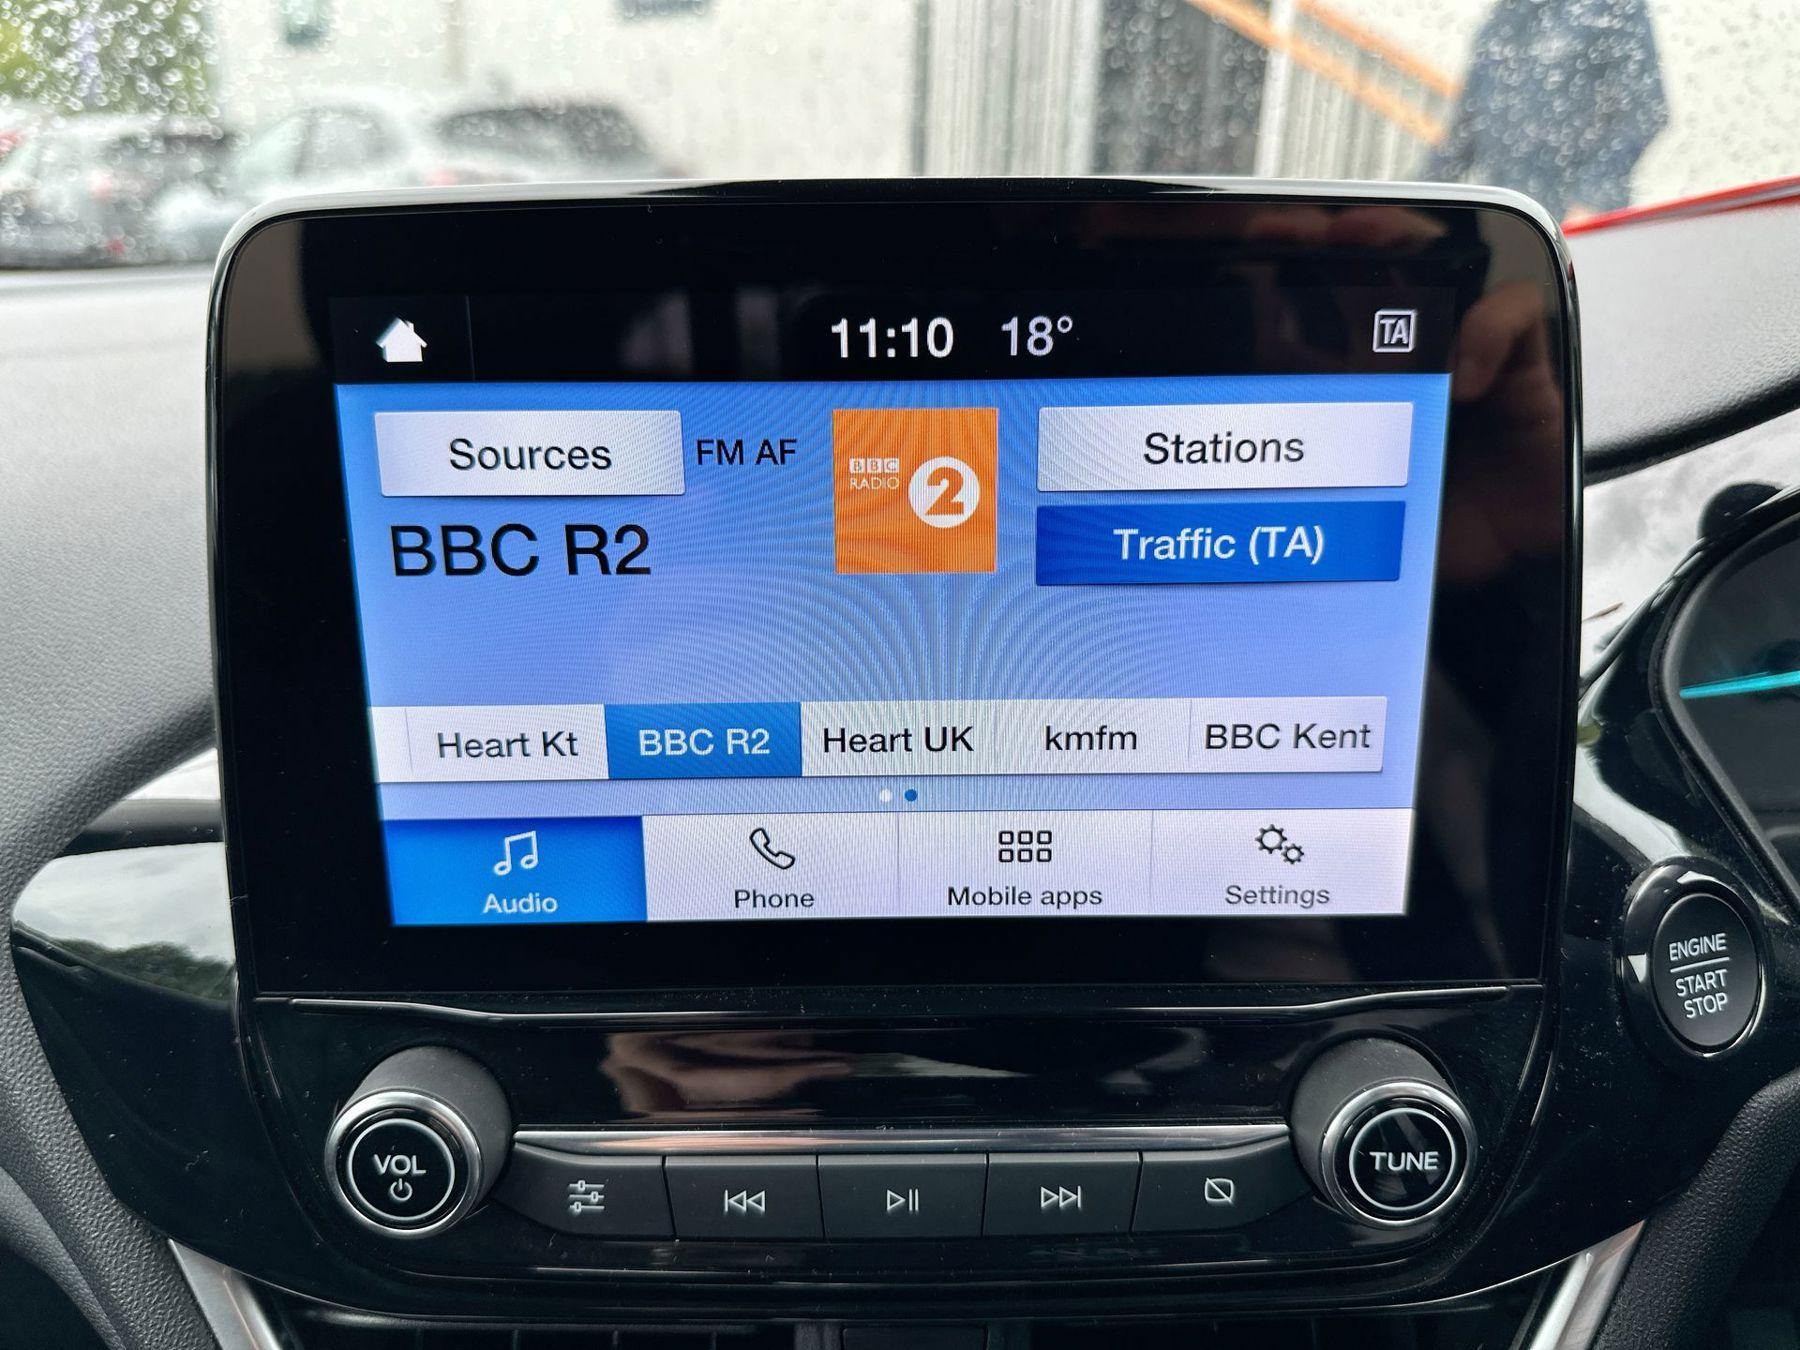 11:10 18° TA
Sources FM AF
BBC
RADIO 2
Stations
BBC R2
Traffic (TA)
Heart Kt BBC R2 Heart UK kmfm BBC Kent
Audio Phone Mobile apps Settings
ENGINE
START
STOP
VOL
TUNE